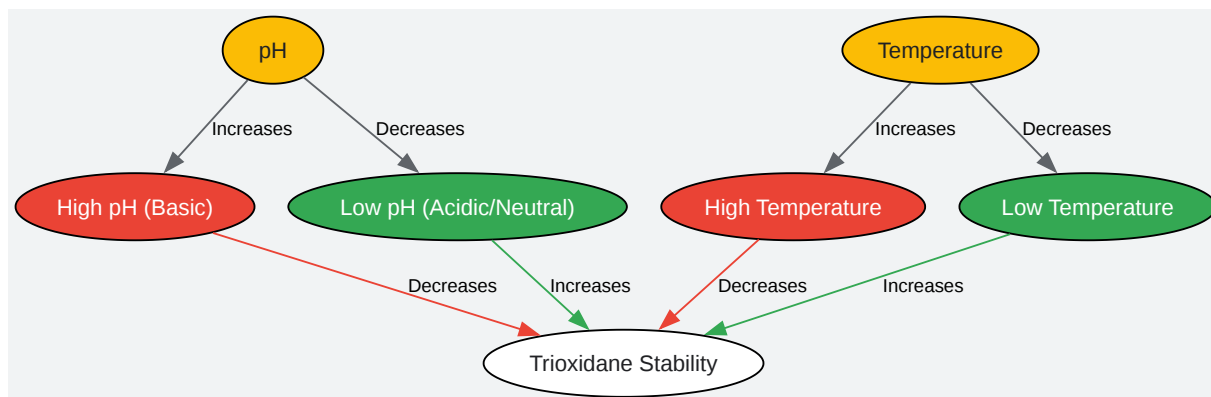 pH
Temperature
Increases
Decreases
Increases
Decreases
High pH (Basic)
Low pH (Acidic/Neutral)
High Temperature
Low Temperature
Decreases
Increases
Decreases
Increases
Trioxidane Stability